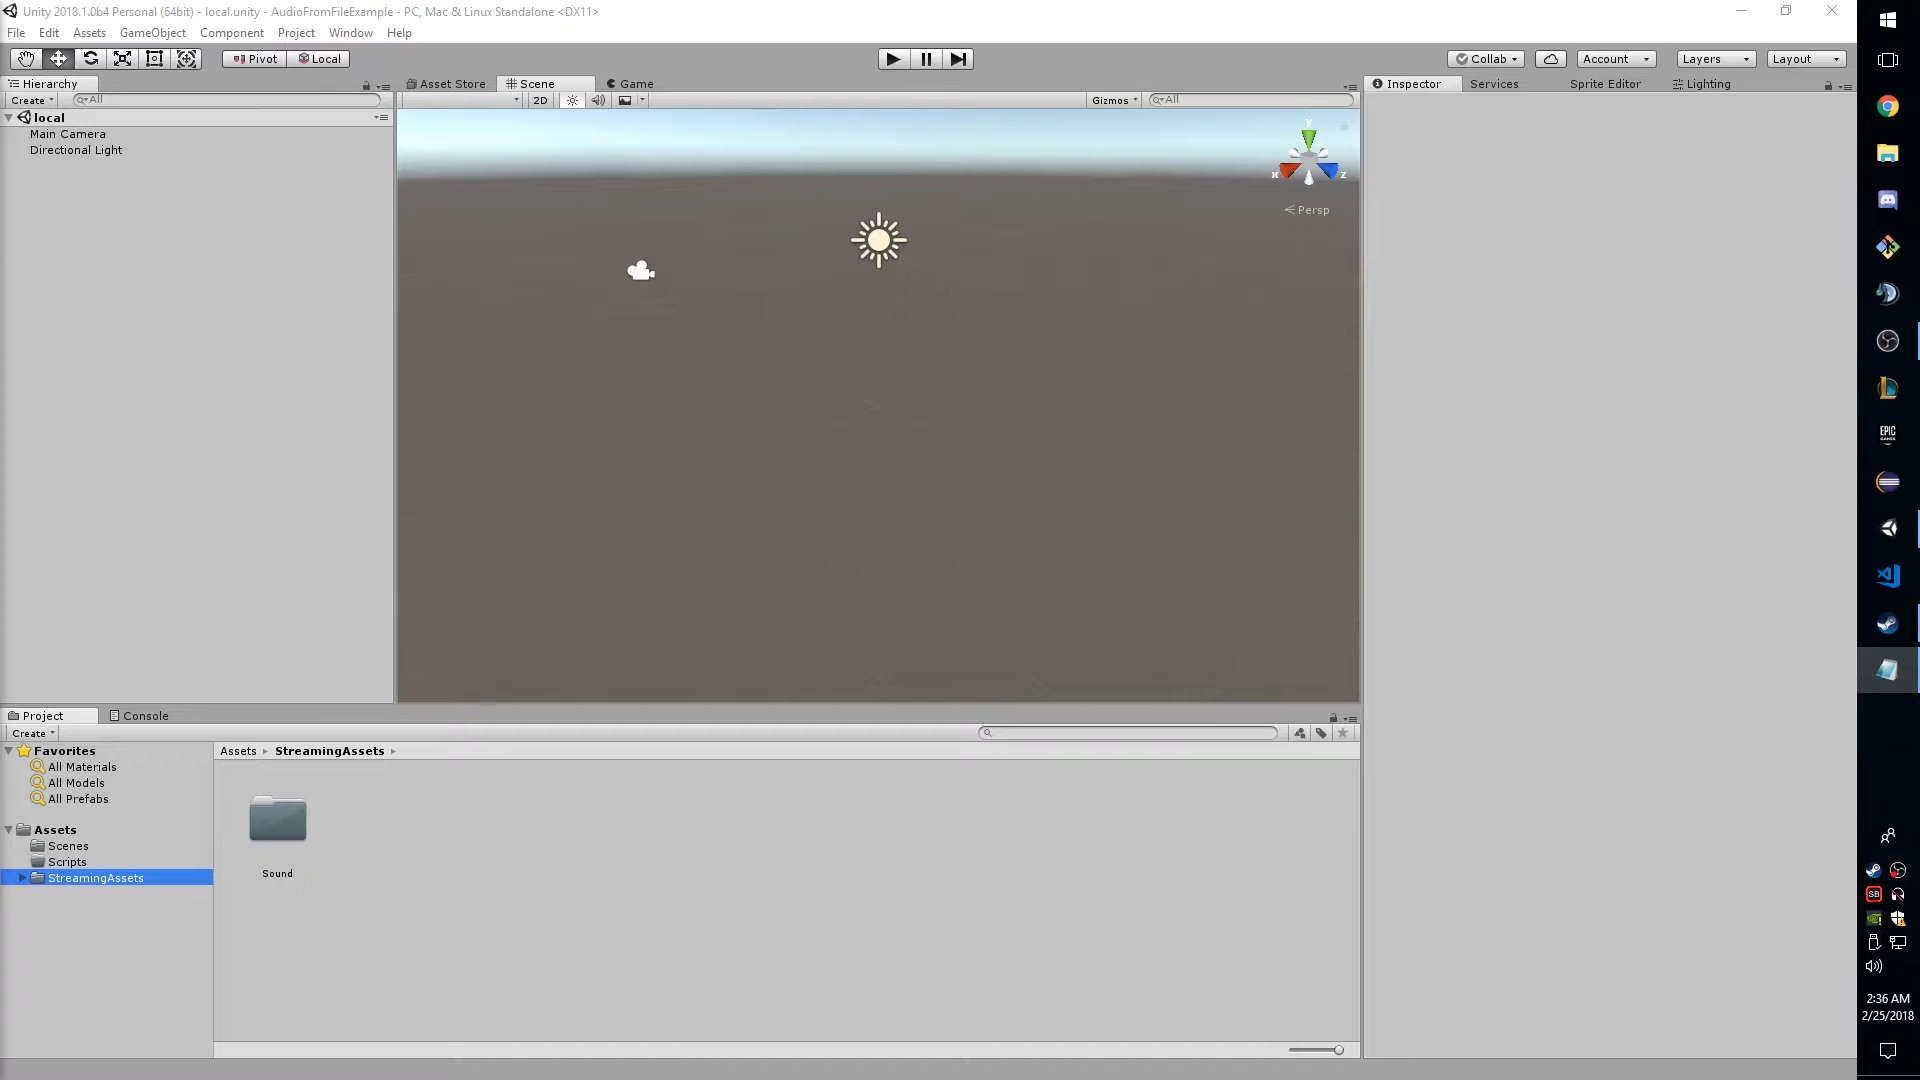 Unity 2018.1.0b4 Personal (64bit) - local.unity - AudioFromFileExample - PC, Mac & Linux Standalone <DX11>
File Edit Assets GameObject Component Project Window Help
Pivot Local
Collab Account Layers Layout
Hierarchy
Asset Store Scene Game
Inspector Services Sprite Editor Lighting
Create All
2D Gizmos All
local
Main Camera
Directional Light
y
x z
Persp
EPIC
GAMES
Project Console
Create
Favorites
All Materials
All Models
All Prefabs
Assets
Scenes
Scripts
StreamingAssets
Assets StreamingAssets
Sound
SB
2:36 AM
2/25/2018